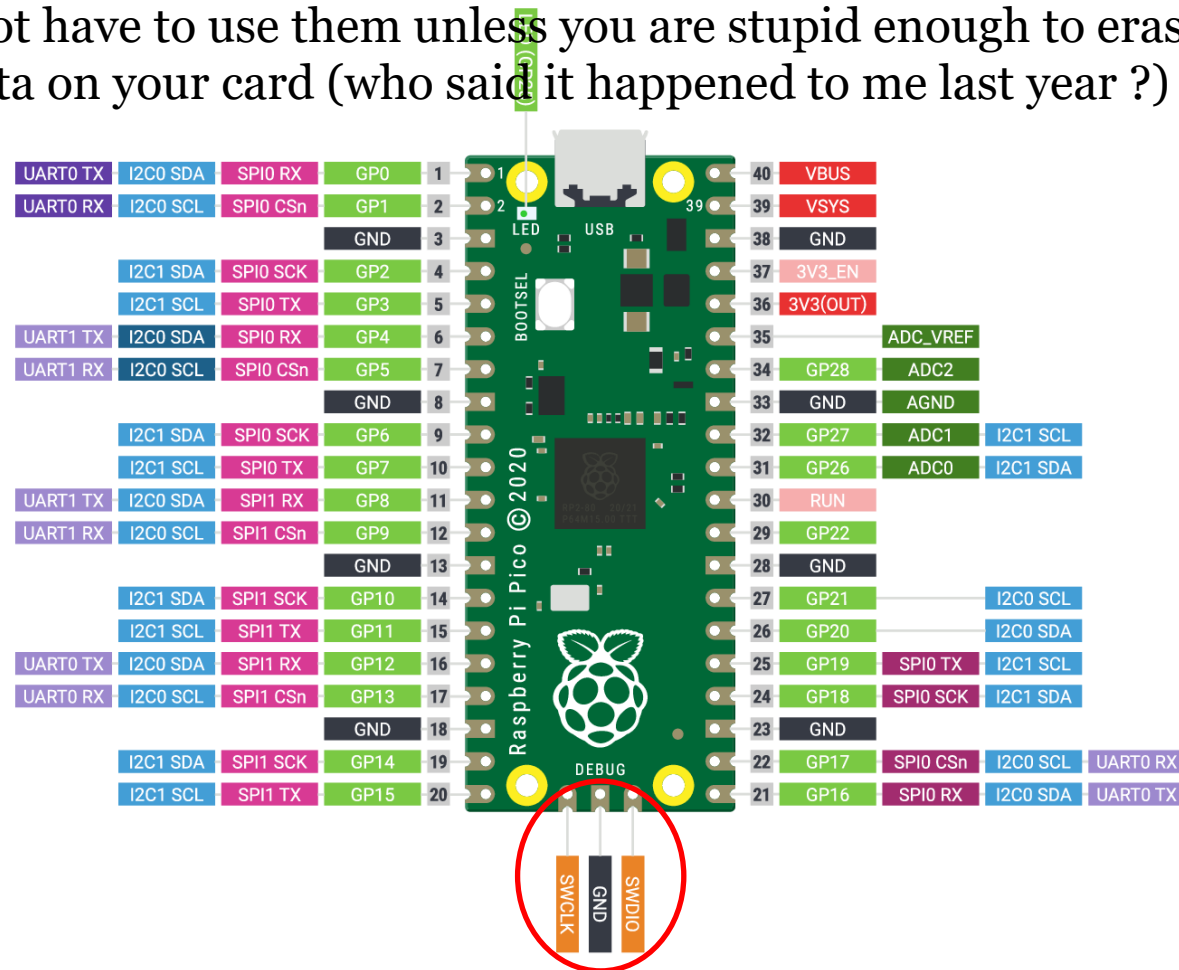 ot have to use them unless you are stupid enough to eras
ta on your card (who said it happened to me last year ?)
UART0 TX I2C0 SDA SPI0 RX GP0 1 1 40 VBUS
UART0 RX I2C0 SCL SPI0 CSn GP1 2 2 39 39 VSYS
LED USB
GND 3 38 GND
I2C1 SDA SPI0 SCK GP2 4 37 3V3_EN
I2C1 SCL SPI0 TX GP3 5 36 3V3(OUT)
BOOTSEL
UART1 TX I2C0 SDA SPI0 RX GP4 6 35 ADC_VREF
UART1 RX I2C0 SCL SPI0 CSn GP5 7 34 GP28 ADC2
GND 8 33 GND AGND
I2C1 SDA SPI0 SCK GP6 9 32 GP27 ADC1 I2C1 SCL
I2C1 SCL SPI0 TX GP7 10 31 GP26 ADC0 I2C1 SDA
UART1 TX I2C0 SDA SPI1 RX GP8 11 30 RUN
UART1 RX I2C0 SCL SPI1 CSn GP9 12 29 GP22
GND 13 28 GND
I2C1 SDA SPI1 SCK GP10 14 27 GP21 I2C0 SCL
I2C1 SCL SPI1 TX GP11 15 26 GP20 I2C0 SDA
UART0 TX I2C0 SDA SPI1 RX GP12 16 25 GP19 SPI0 TX I2C1 SCL
UART0 RX I2C0 SCL SPI1 CSn GP13 17 24 GP18 SPI0 SCK I2C1 SDA
GND 18 23 GND
Raspberry Pi Pico ©2020
I2C1 SDA SPI1 SCK GP14 19 22 GP17 SPI0 CSn I2C0 SCL UART0 RX
I2C1 SCL SPI1 TX GP15 20 21 GP16 SPI0 RX I2C0 SDA UART0 TX
DEBUG
SWCLK GND SWDIO